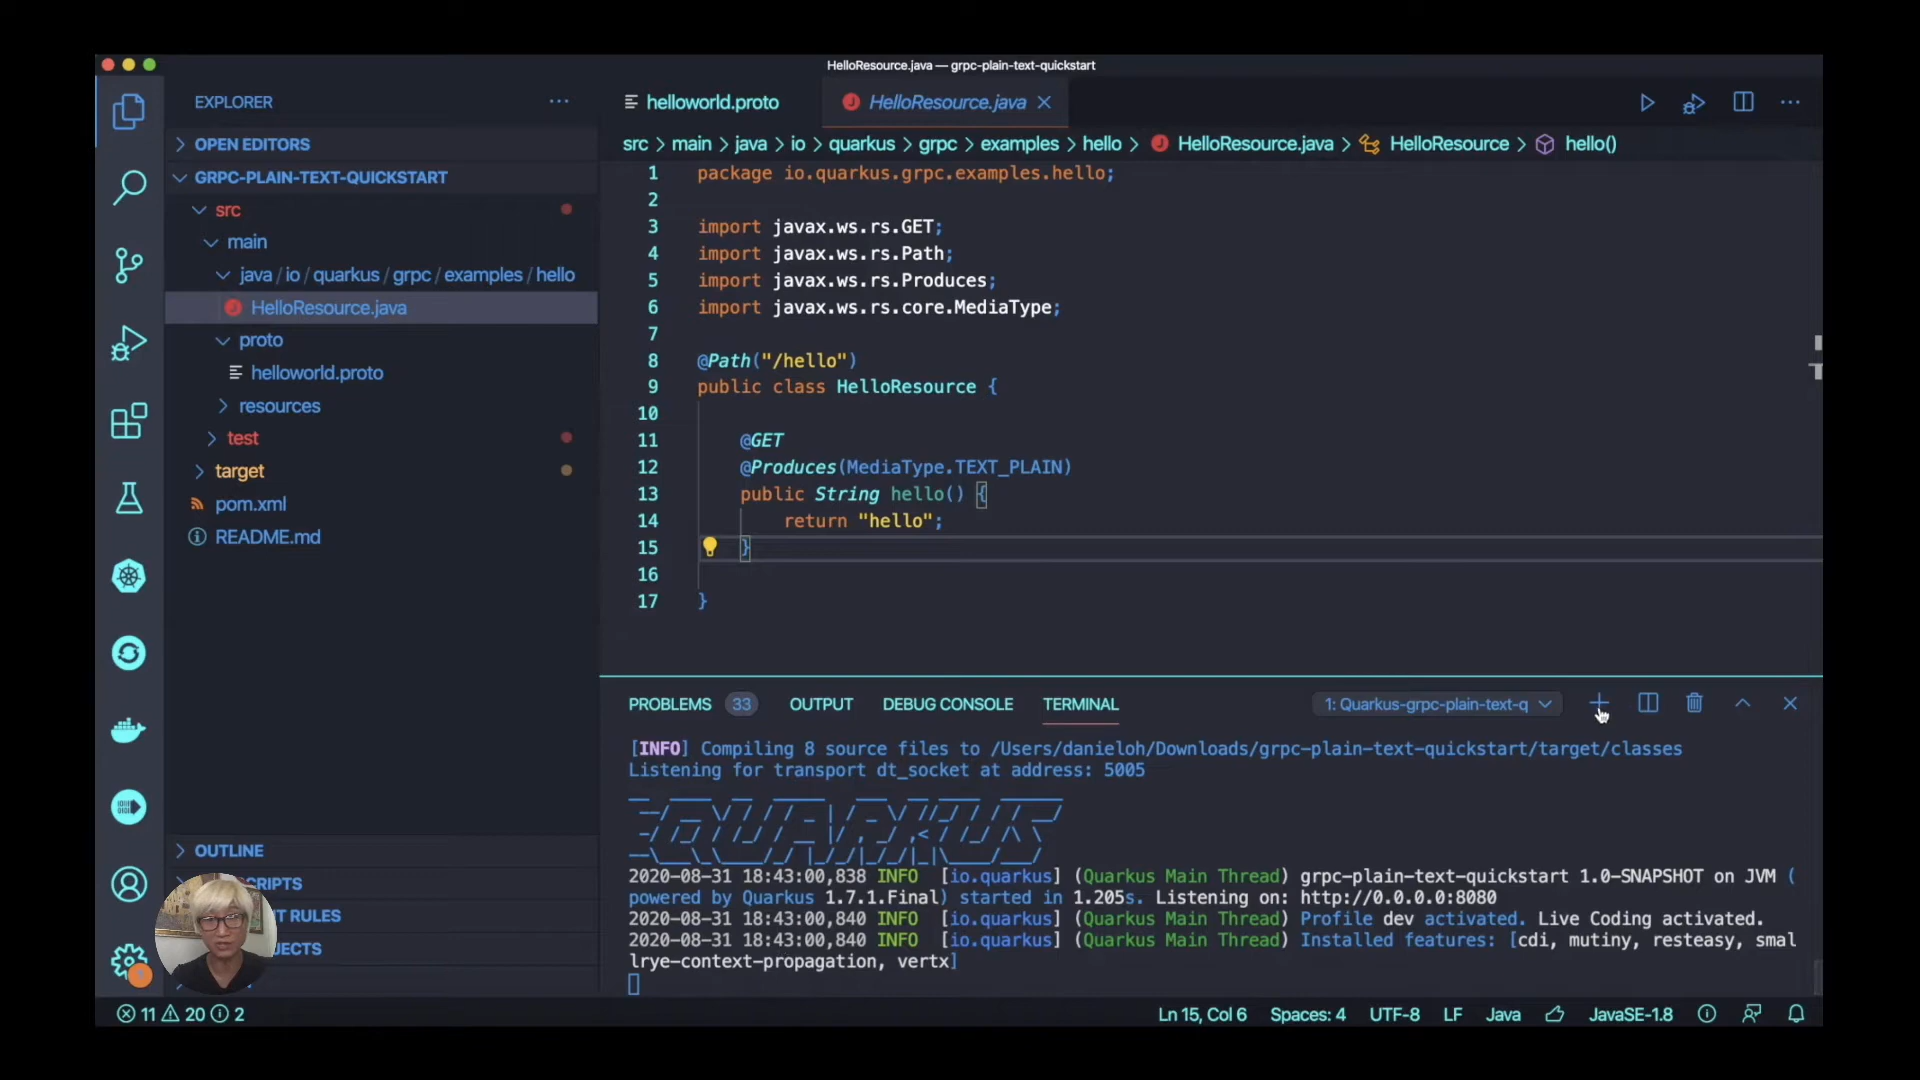 HelloResource.java — grpc-plain-text-quickstart
EXPLORER
OPEN EDITORS
GRPC-PLAIN-TEXT-QUICKSTART
src
main
java / io / quarkus / grpc / examples / hello
HelloResource.java
proto
helloworld.proto
resources
test
target
pom.xml
README.md
OUTLINE
CRIPTS
T RULES
JECTS
helloworld.proto
HelloResource.java
src > main > java > io > quarkus > grpc > examples > hello > HelloResource.java > HelloResource > hello()
1 package io.quarkus.grpc.examples.hello;
2
3 import javax.ws.rs.GET;
4 import javax.ws.rs.Path;
5 import javax.ws.rs.Produces;
6 import javax.ws.rs.core.MediaType;
7
8 @Path("/hello")
9 public class HelloResource {
10
11 @GET
12 @Produces(MediaType.TEXT_PLAIN)
13 public String hello() {
14 return "hello";
15 }
16
17 }
PROBLEMS 33 OUTPUT DEBUG CONSOLE TERMINAL 1: Quarkus-grpc-plain-text-q
[INFO] Compiling 8 source files to /Users/danieloh/Downloads/grpc-plain-text-quickstart/target/classes
Listening for transport dt_socket at address: 5005
QUARKUS
2020-08-31 18:43:00,838 INFO [io.quarkus] (Quarkus Main Thread) grpc-plain-text-quickstart 1.0-SNAPSHOT on JVM (
powered by Quarkus 1.7.1.Final) started in 1.205s. Listening on: http://0.0.0.0:8080
2020-08-31 18:43:00,840 INFO [io.quarkus] (Quarkus Main Thread) Profile dev activated. Live Coding activated.
2020-08-31 18:43:00,840 INFO [io.quarkus] (Quarkus Main Thread) Installed features: [cdi, mutiny, resteasy, smal
lrye-context-propagation, vertx]
11 20 2
Ln 15, Col 6 Spaces: 4 UTF-8 LF Java JavaSE-1.8